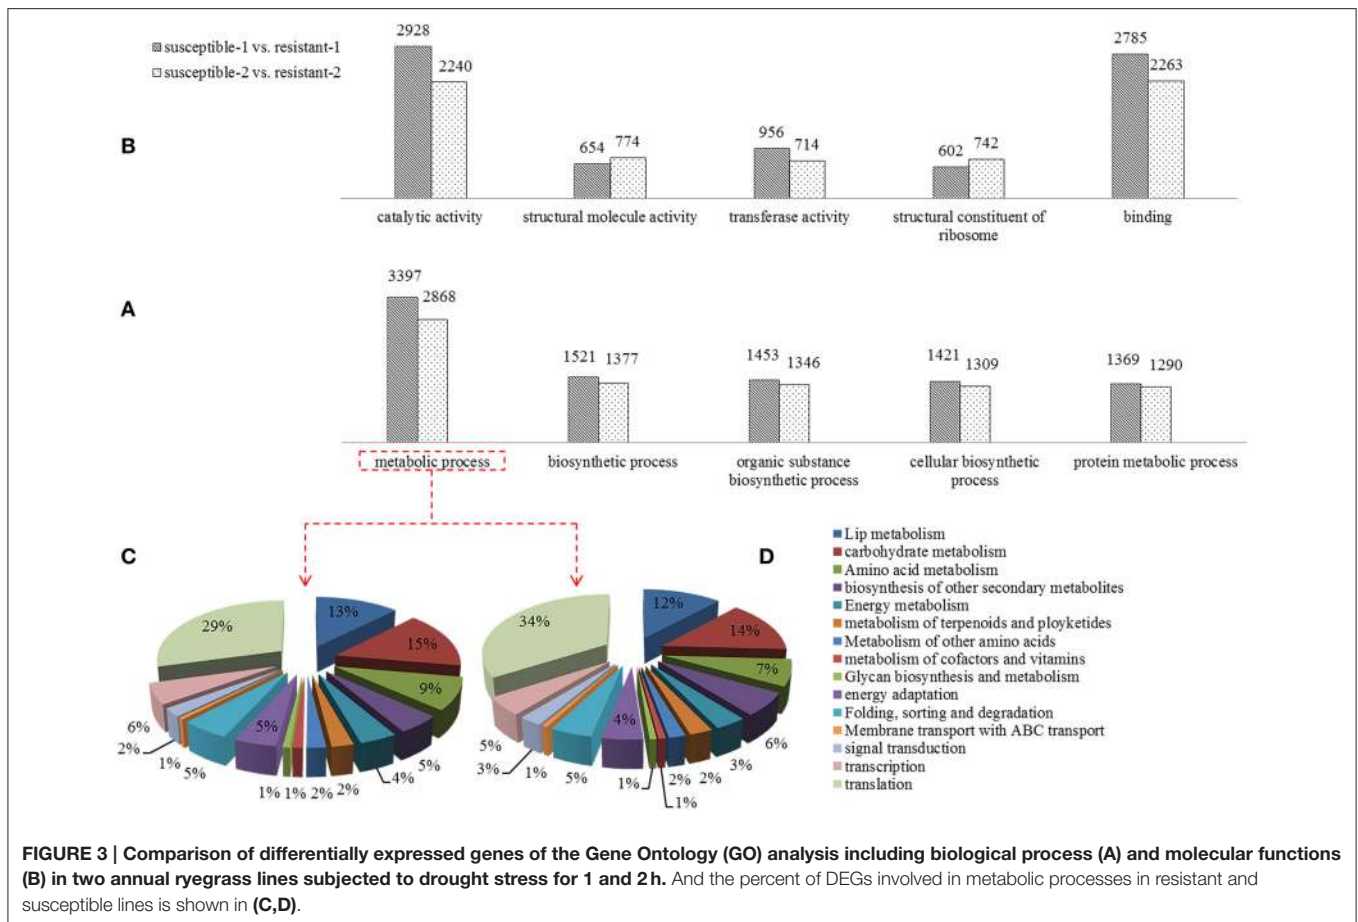 susceptible-1 vs. resistant-1
susceptible-2 vs. resistant-2
B
2928
2240
654
774
956
714
602
742
2785
2263
catalytic activity
structural molecule activity
transferase activity
structural constituent of
ribosome
binding
A
3397
2868
1521
1377
1453
1346
1421
1309
1369
1290
metabolic process
biosynthetic process
organic substance
biosynthetic process
cellular biosynthetic
process
protein metabolic process
C
13%
15%
9%
5%
4%
2%
2%
1%
1%
5%
5%
1%
2%
6%
29%
D
12%
14%
7%
6%
3%
2%
2%
1%
1%
4%
5%
1%
3%
5%
34%
Lip metabolism
carbohydrate metabolism
Amino acid metabolism
biosynthesis of other secondary metabolites
Energy metabolism
metabolism of terpenoids and ployketides
Metabolism of other amino acids
metabolism of cofactors and vitamins
Glycan biosynthesis and metabolism
energy adaptation
Folding, sorting and degradation
Membrane transport with ABC transport
signal transduction
transcription
translation
FIGURE 3 | Comparison of differentially expressed genes of the Gene Ontology (GO) analysis including biological process (A) and molecular functions
(B) in two annual ryegrass lines subjected to drought stress for 1 and 2 h. And the percent of DEGs involved in metabolic processes in resistant and
susceptible lines is shown in (C,D).